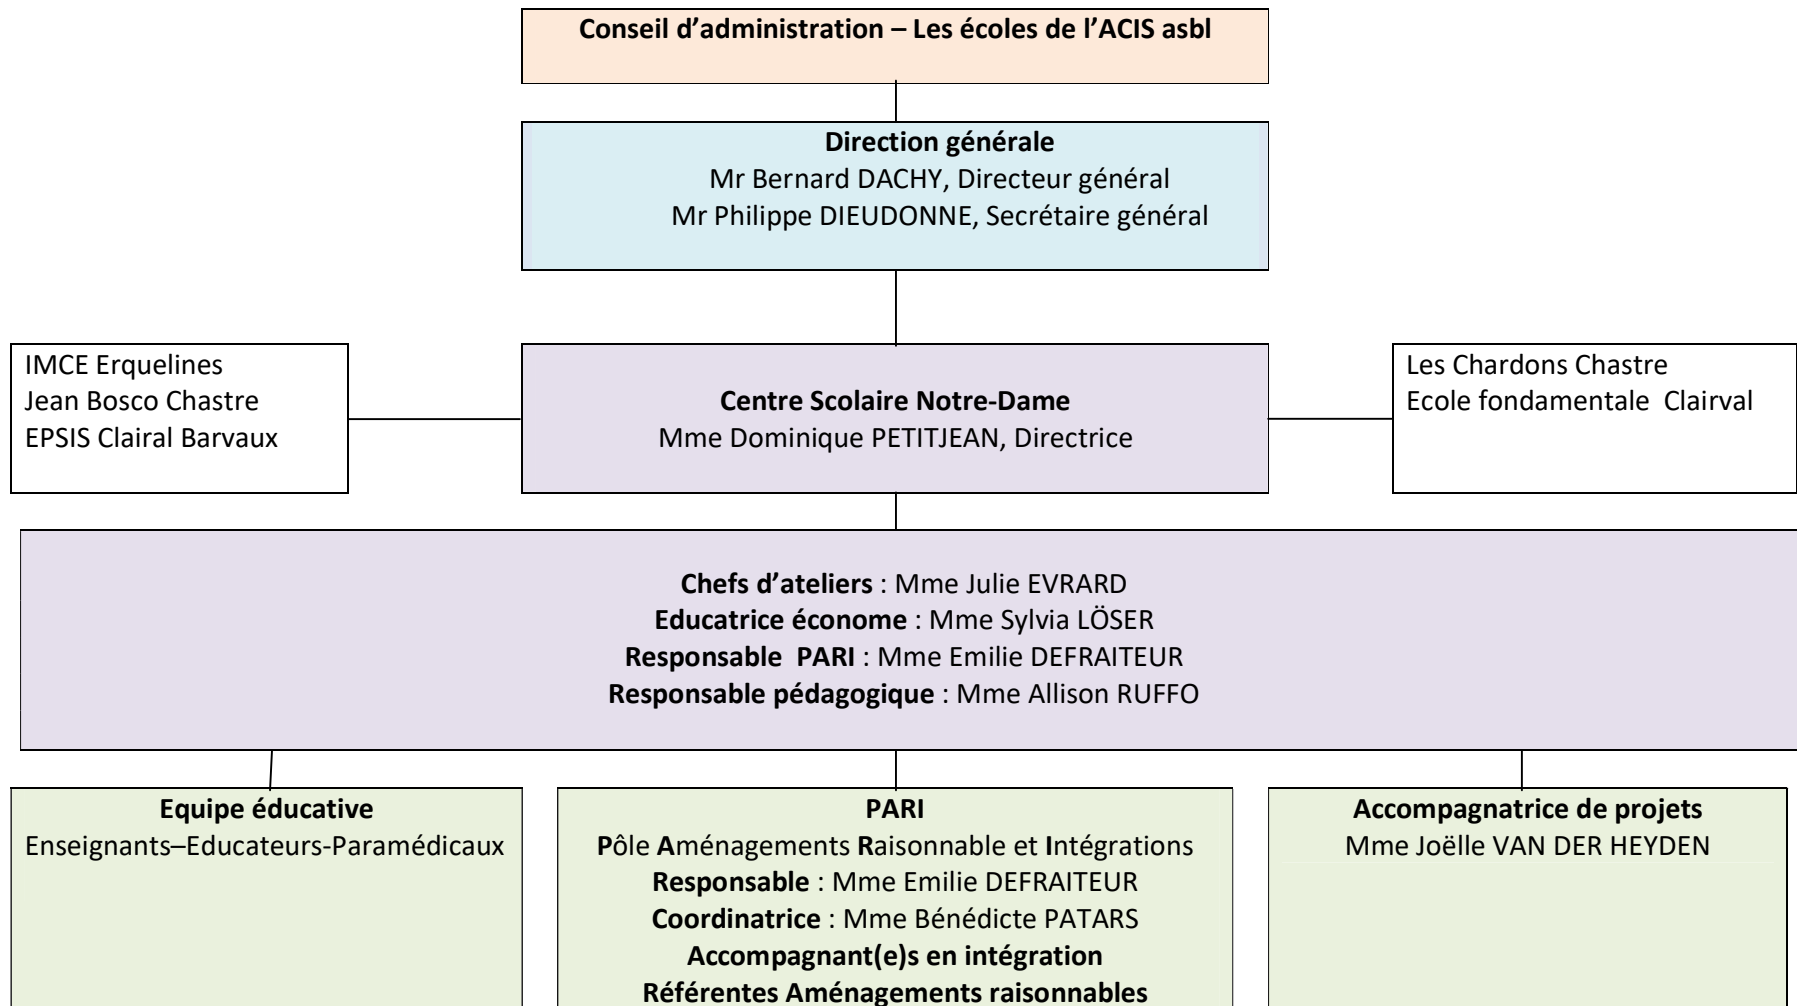 Conseil d’administration – Les écoles de l’ACIS asbl
Direction générale
Mr Bernard DACHY, Directeur général
Mr Philippe DIEUDONNE, Secrétaire général
IMCE Erquelines
Jean Bosco Chastre
EPSIS Clairal Barvaux
Centre Scolaire Notre-Dame
Mme Dominique PETITJEAN, Directrice
Les Chardons Chastre
Ecole fondamentale Clairval
Chefs d’ateliers : Mme Julie EVRARD
Educatrice économe : Mme Sylvia LÖSER
Responsable PARI : Mme Emilie DEFRAITEUR
Responsable pédagogique : Mme Allison RUFFO
Equipe éducative
Enseignants–Educateurs-Paramédicaux
PARI
Pôle Aménagements Raisonnable et Intégrations
Responsable : Mme Emilie DEFRAITEUR
Coordinatrice : Mme Bénédicte PATARS
Accompagnant(e)s en intégration
Référentes Aménagements raisonnables
Accompagnatrice de projets
Mme Joëlle VAN DER HEYDEN